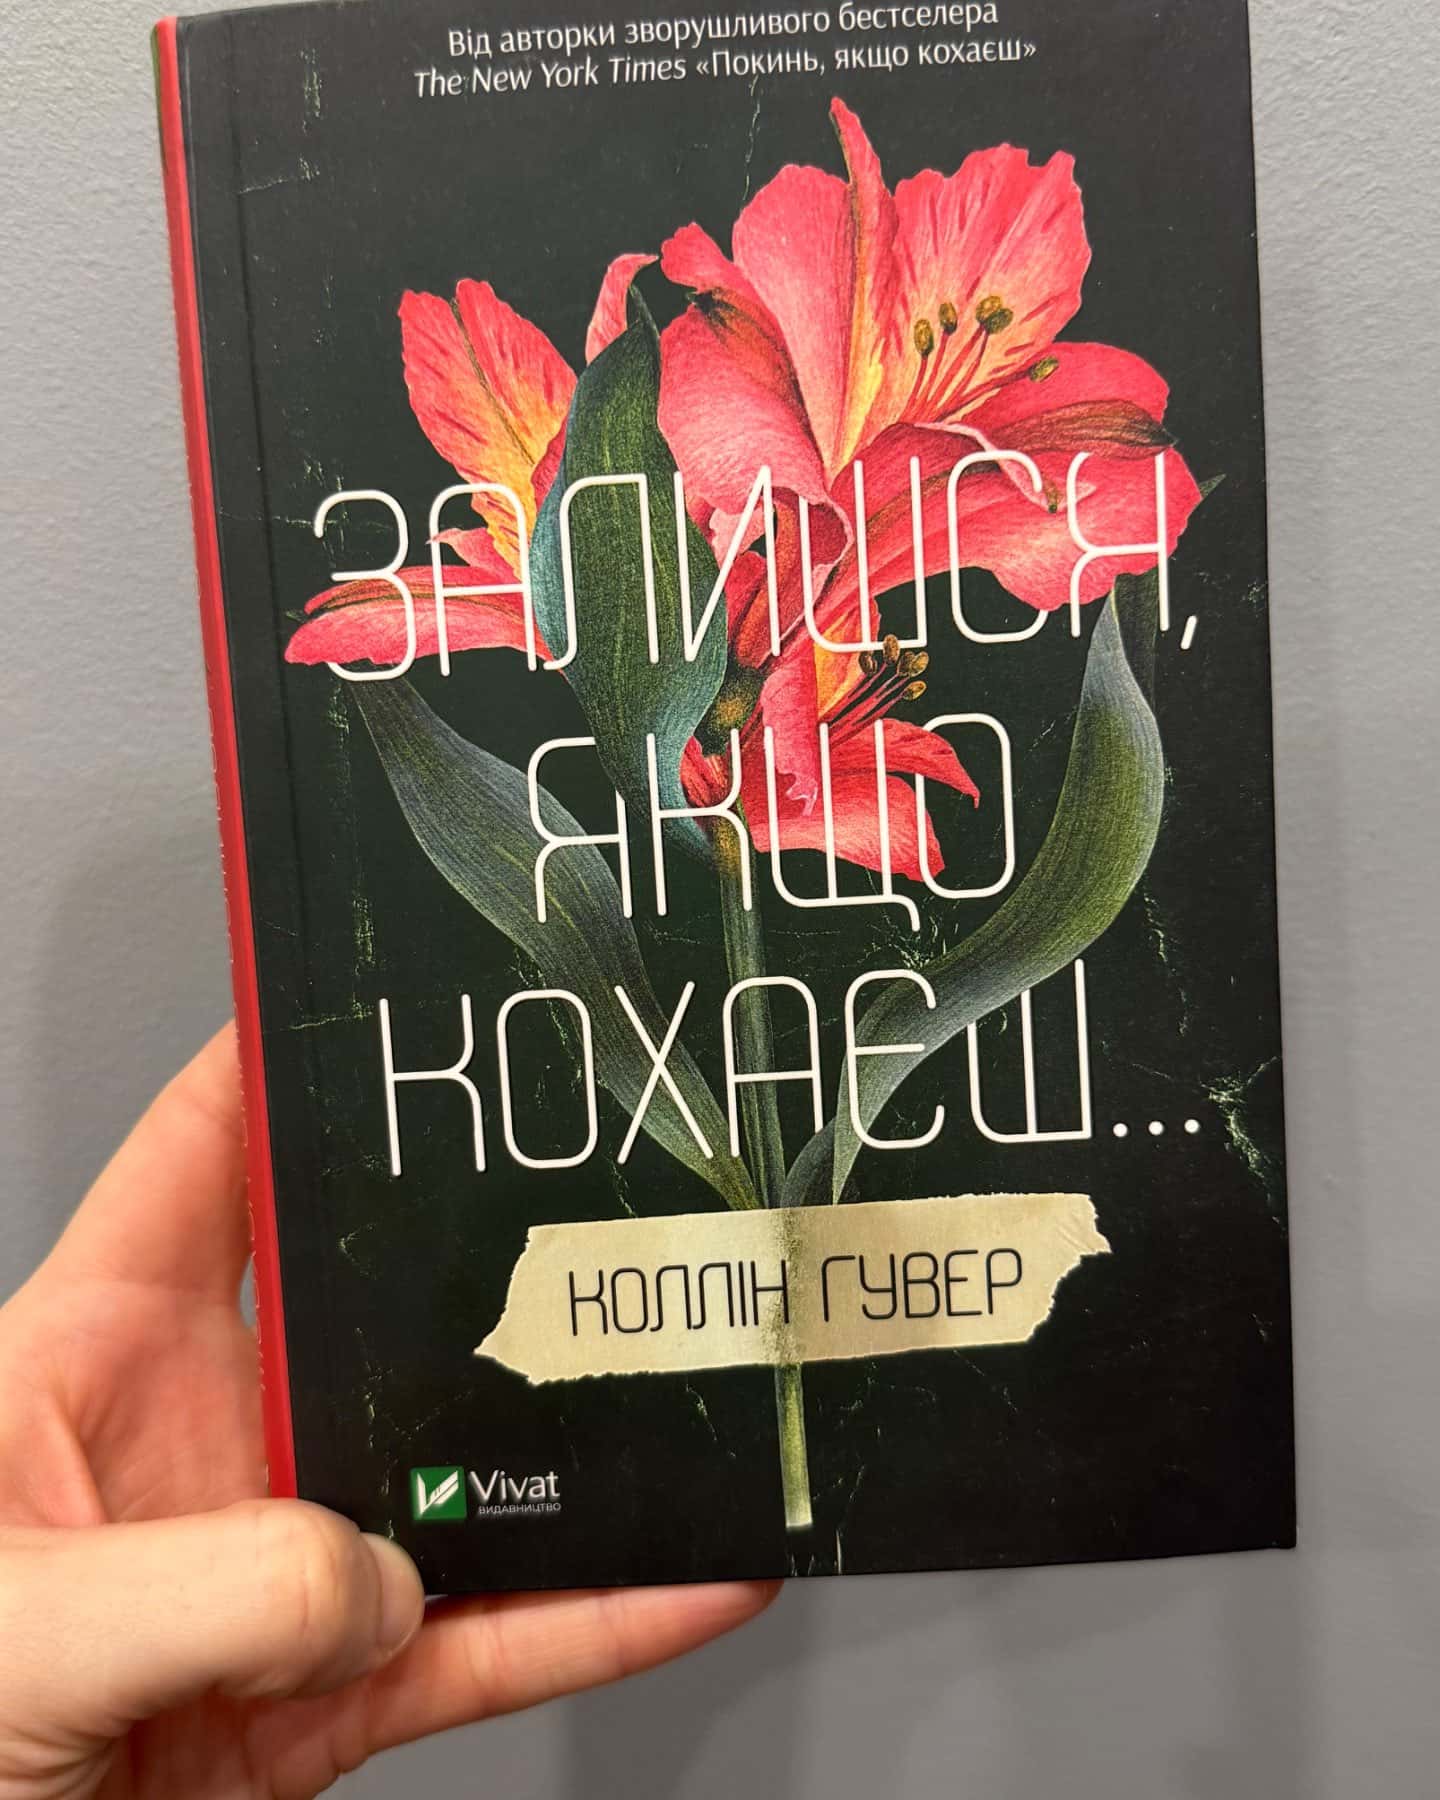 Від авторки зворушливого бестселера
The New York Times «Покинь, якщо кохаєш»
ЗАЛИШСЯ,
ЯКЩО
КОХАЄШ...
КОЛЛІН ГУВЕР
Vivat
ВИДАВНИЦТВО